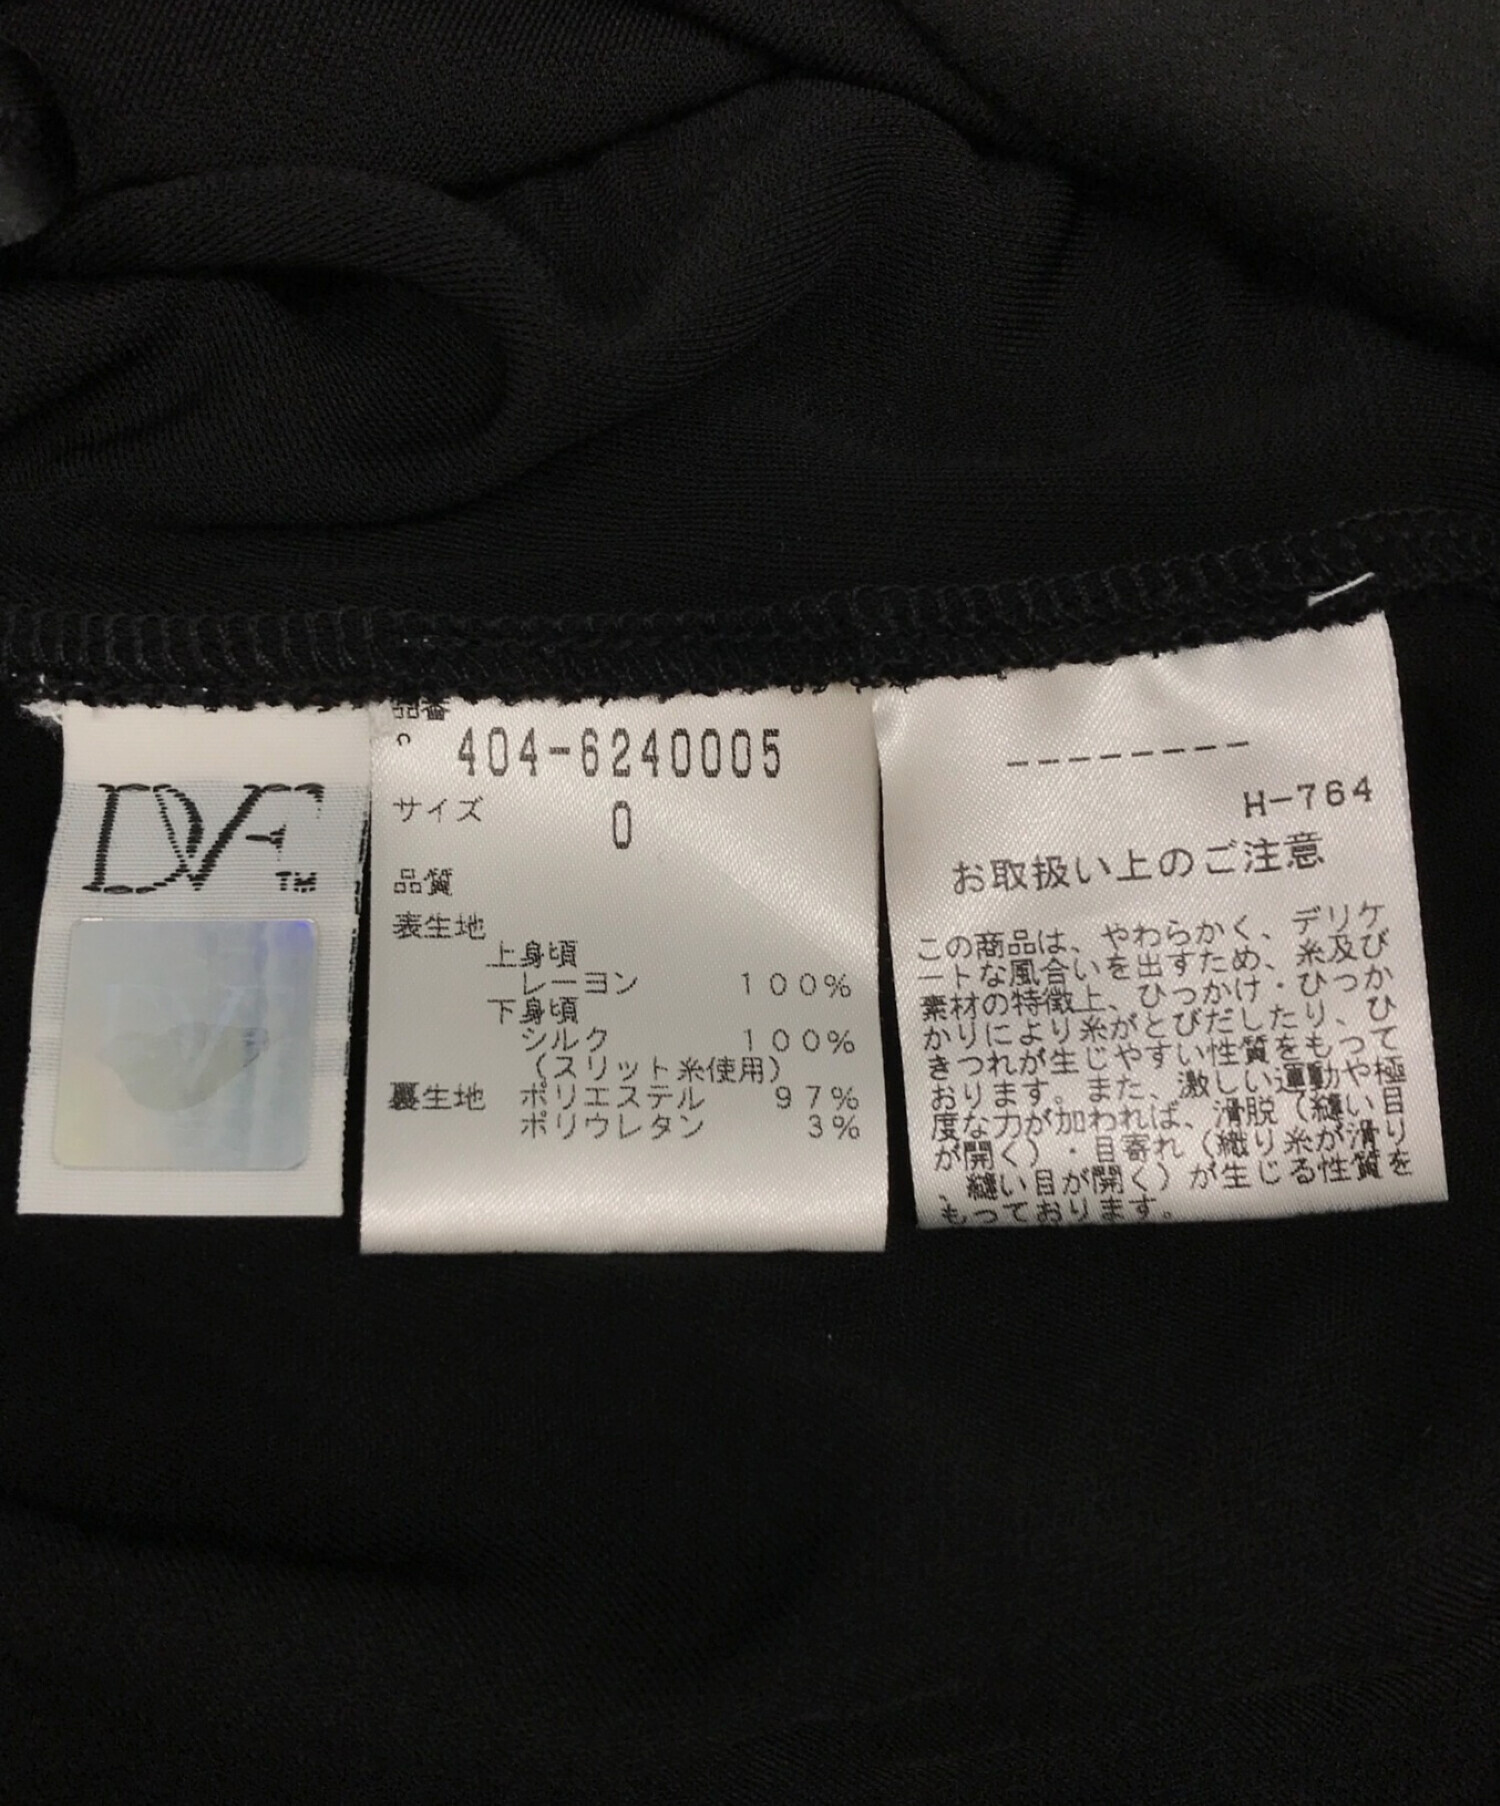 DVF
TM
品番
c
404-6240005
サイズ
0
品質
表生地
上身頃
レーヨン 100%
下身頃
シルク 100%
(スリット糸使用)
裏生地 ポリエステル 97%
ポリウレタン 3%
--------
H-764
お取扱い上のご注意
この商品は、やわらかく、デリケ
ートな風合いを出すため、糸及び
素材の特徴上、ひっかけ・ひっか
かりにより糸がとびだしたり、ひ
きつれが生じやすい性質をもって
おります。また、激しい運動や極
度な力が加われば、滑脱(縫い目
が開く)・目寄れ(織り糸が滑り
、縫い目が開く)が生じる性質を
もっております。